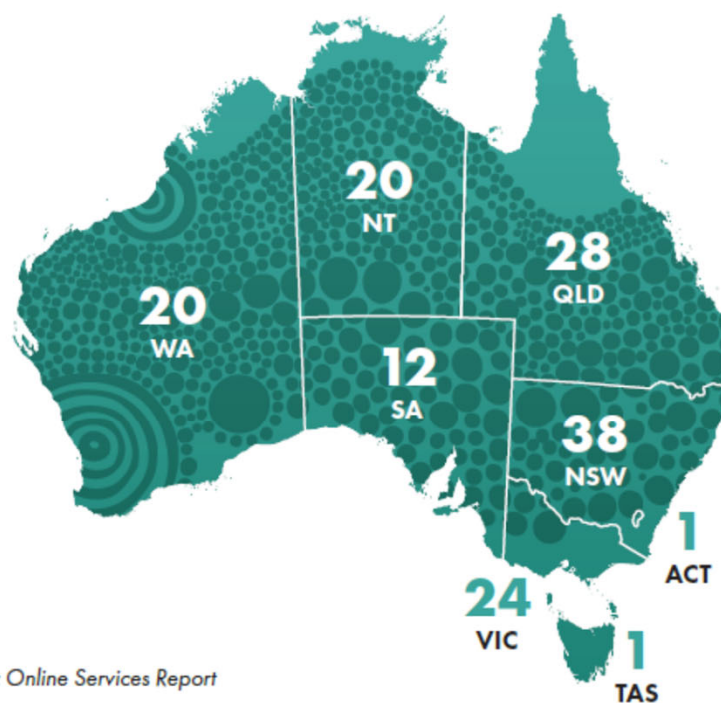 20
NT
28
QLD
20
WA
12
SA
38
NSW
1
ACT
24
VIC
1
TAS
Online Services Report